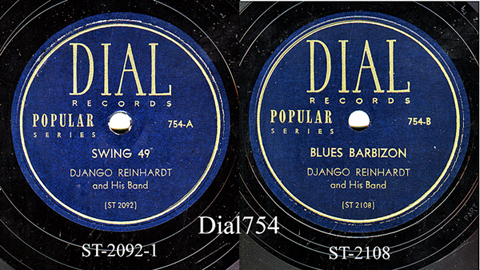 DIAL
RECORDS
POPULAR
SERIES
754-A
SWING 49
DJANGO REINHARDT
and His Band
(ST 2092)
DIAL
RECORDS
POPULAR
SERIES
754-B
BLUES BARBIZON
DJANGO REINHARDT
and His Band
(ST 2108)
Dial754
ST-2092-1
ST-2108